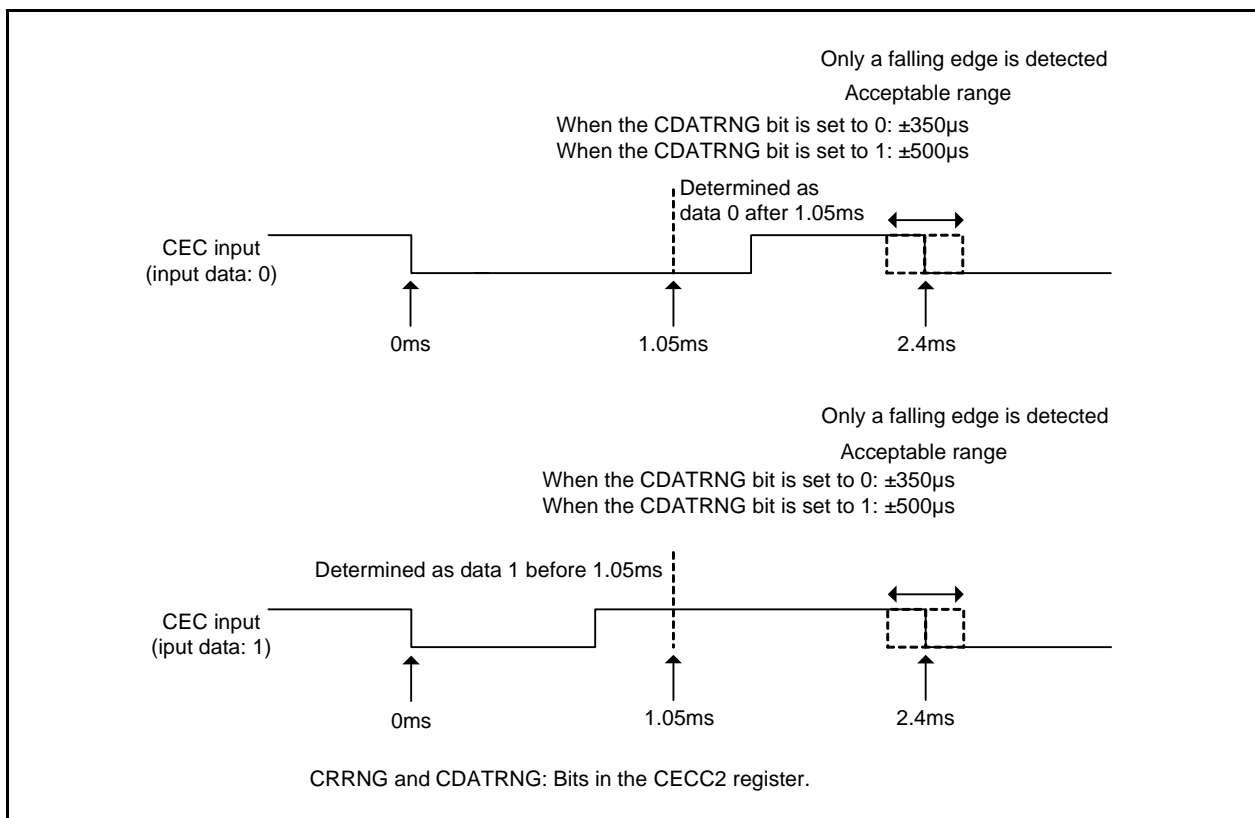 Only a falling edge is detected
Acceptable range
When the CDATRNG bit is set to 0: ±350µs
When the CDATRNG bit is set to 1: ±500µs
Determined as
data 0 after 1.05ms
CEC input
(input data: 0)
0ms
1.05ms
2.4ms
Only a falling edge is detected
Acceptable range
When the CDATRNG bit is set to 0: ±350µs
When the CDATRNG bit is set to 1: ±500µs
Determined as data 1 before 1.05ms
CEC input
(iput data: 1)
0ms
1.05ms
2.4ms
CRRNG and CDATRNG: Bits in the CECC2 register.